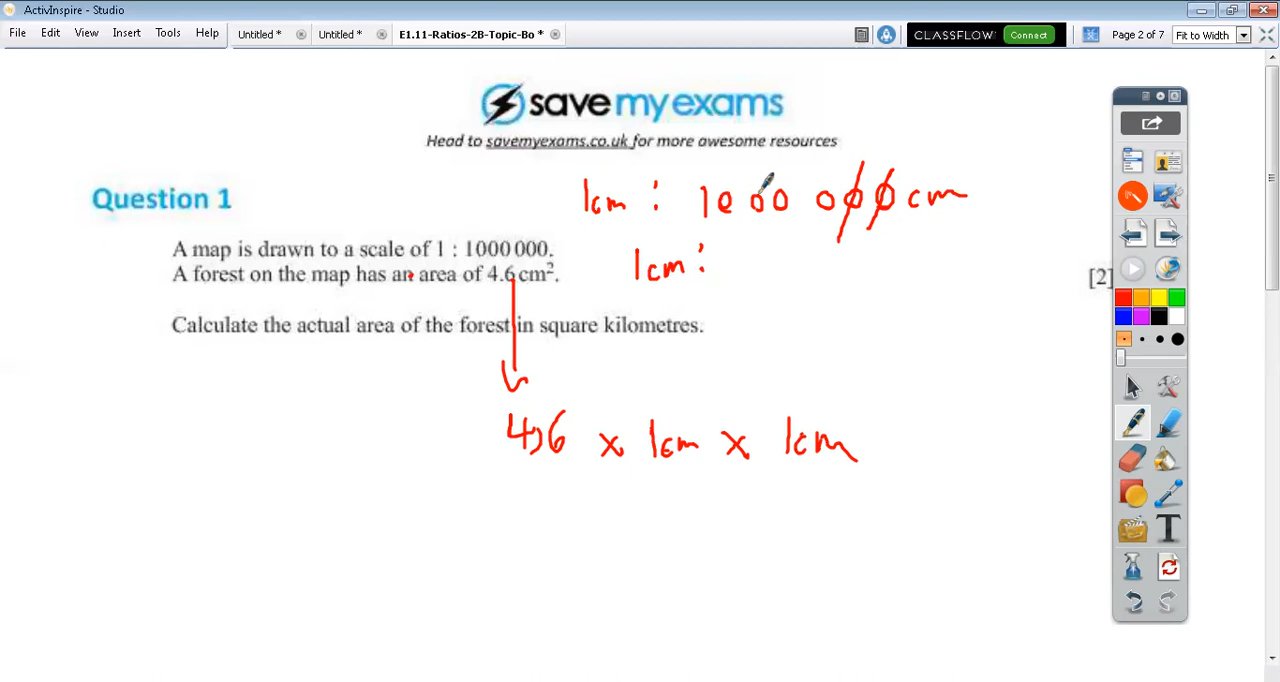 ActivInspire - Studio
File Edit View Insert Tools Help Untitled * Untitled * E1.11-Ratios-2B-Topic-Bo * CLASSFLOW Connect Page 2 of 7 Fit to Width
save my exams
Head to savemyexams.co.uk for more awesome resources
Question 1
1cm : 1000 000cm
A map is drawn to a scale of 1 : 1000 000.
1cm :
A forest on the map has an area of 4.6 cm².
[2]
Calculate the actual area of the forest in square kilometres.
4,6 x 1cm x 1cm
T